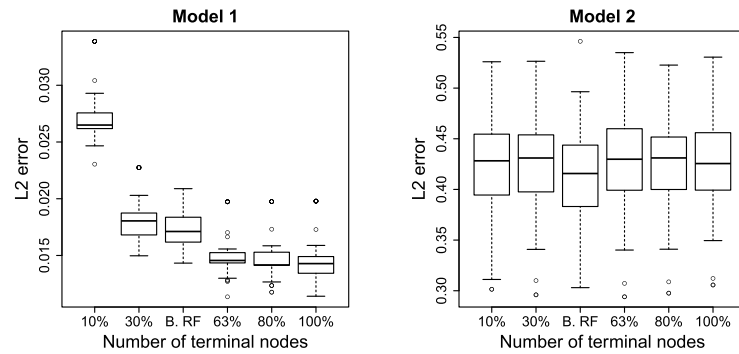 Model 1
L2 error
0.030
0.025
0.020
0.015
10% 30% B. RF 63% 80% 100%
Number of terminal nodes
Model 2
L2 error
0.55
0.50
0.45
0.40
0.35
0.30
10% 30% B. RF 63% 80% 100%
Number of terminal nodes